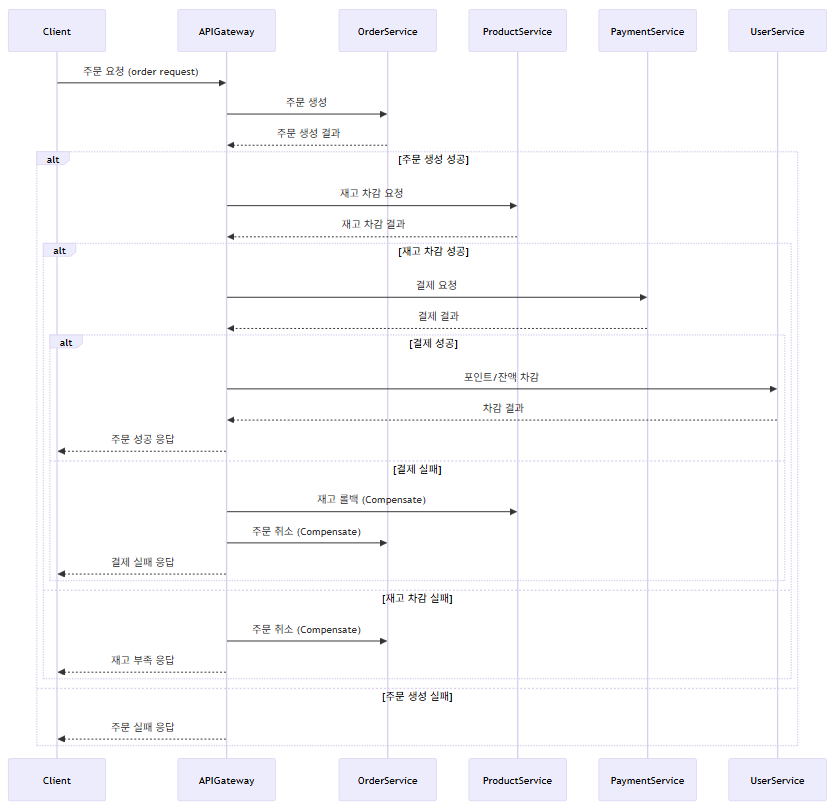 Client APIGateway OrderService ProductService PaymentService UserService
주문 요청 (order request)
주문 생성
주문 생성 결과
alt [주문 생성 성공]
재고 차감 요청
재고 차감 결과
alt [재고 차감 성공]
결제 요청
결제 결과
alt [결제 성공]
포인트/잔액 차감
차감 결과
주문 성공 응답
[결제 실패]
재고 롤백 (Compensate)
주문 취소 (Compensate)
결제 실패 응답
[재고 차감 실패]
주문 취소 (Compensate)
재고 부족 응답
[주문 생성 실패]
주문 실패 응답
Client APIGateway OrderService ProductService PaymentService UserService